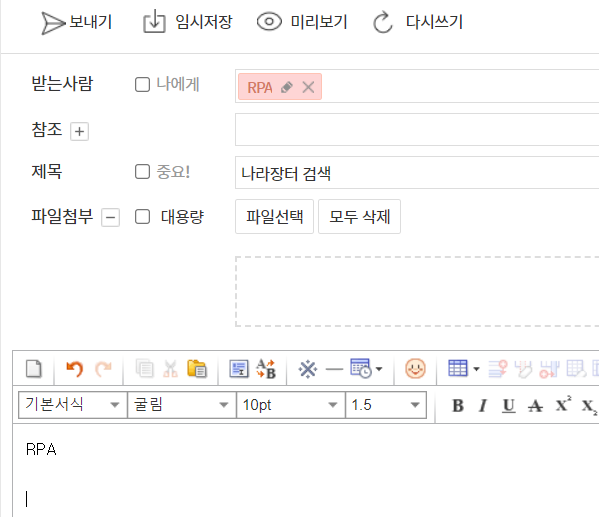 보내기 임시저장 미리보기 다시쓰기
받는사람 나에게 RPA
참조
제목 중요! 나라장터 검색
파일첨부 대용량 파일선택 모두 삭제
기본서식 굴림 10pt 1.5 B I U A X² X₂
RPA